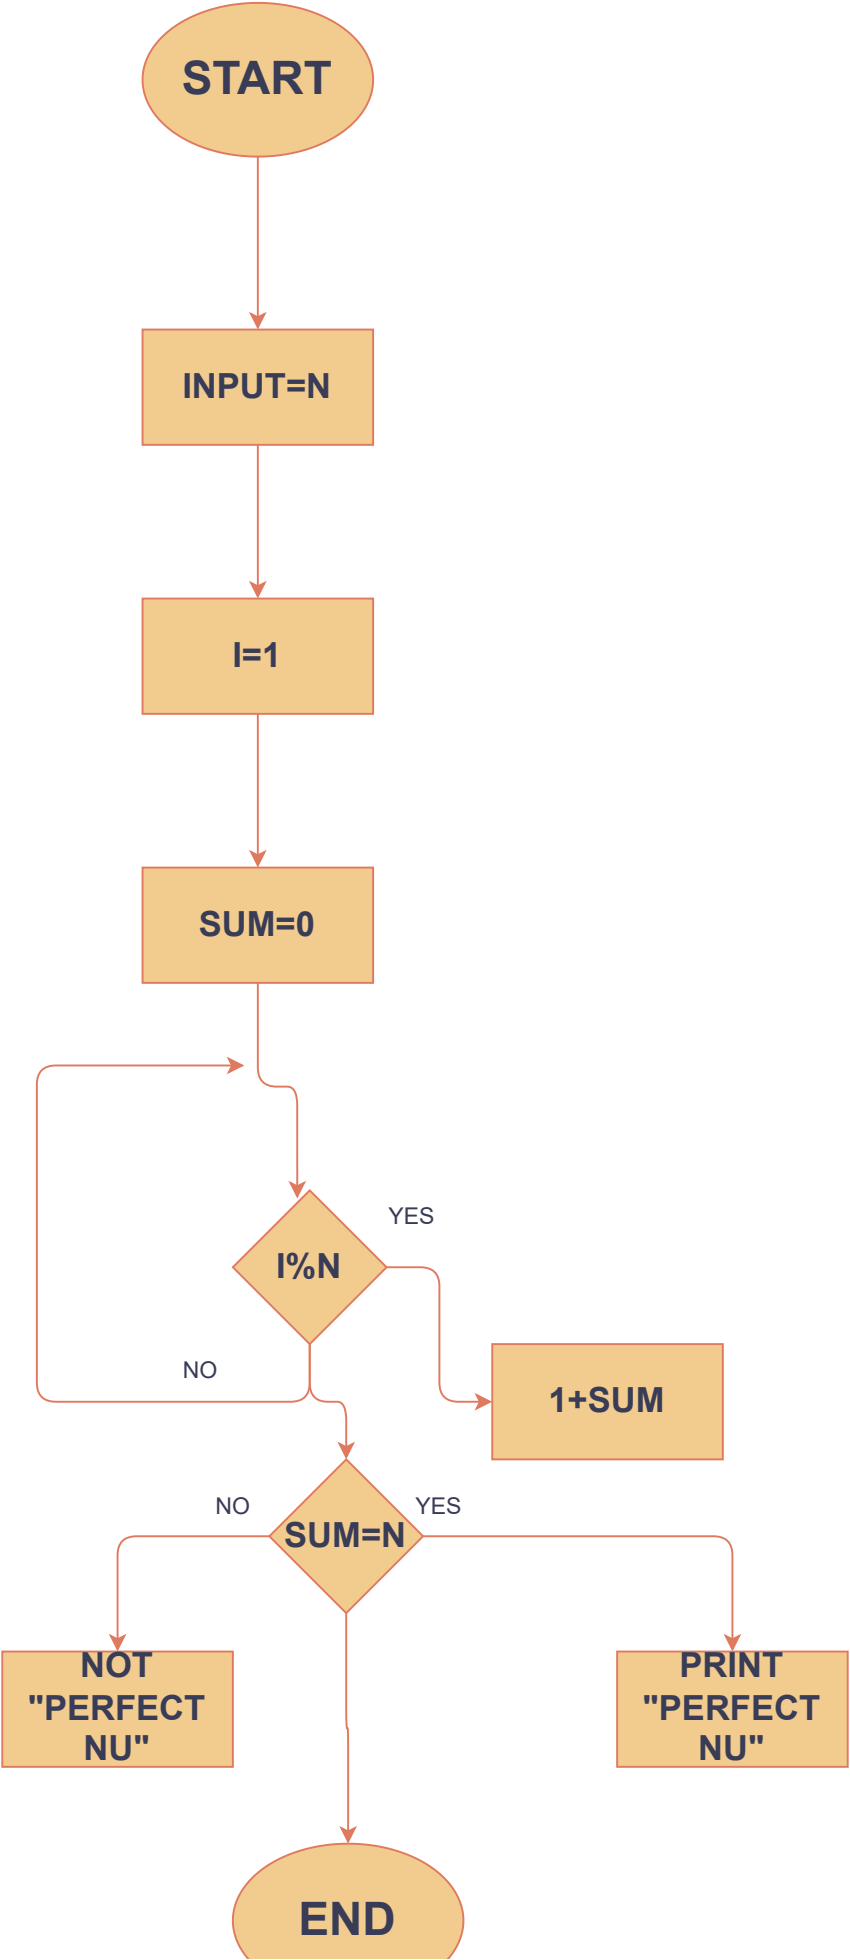 START
INPUT=N
I=1
SUM=0
YES
I%N
NO
1+SUM
NO
YES
SUM=N
NOT
"PERFECT
NU"
PRINT
"PERFECT
NU"
END